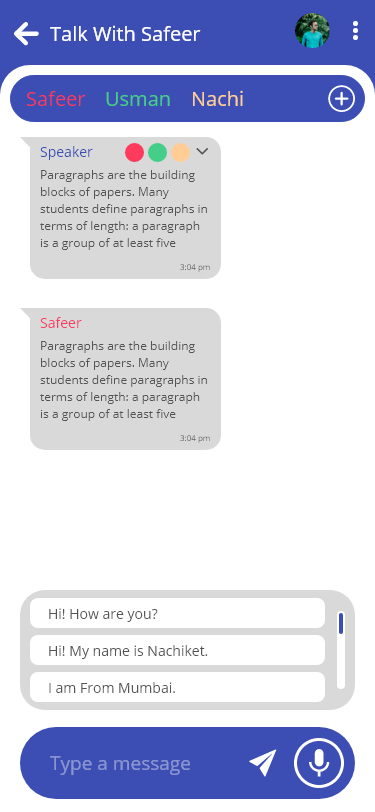 Talk With Safeer
Safeer Usman Nachi
Speaker
Paragraphs are the building
blocks of papers. Many
students define paragraphs in
terms of length: a paragraph
is a group of at least five
3:04 pm
Safeer
Paragraphs are the building
blocks of papers. Many
students define paragraphs in
terms of length: a paragraph
is a group of at least five
3:04 pm
Hi! How are you?
Hi! My name is Nachiket.
I am From Mumbai.
Type a message